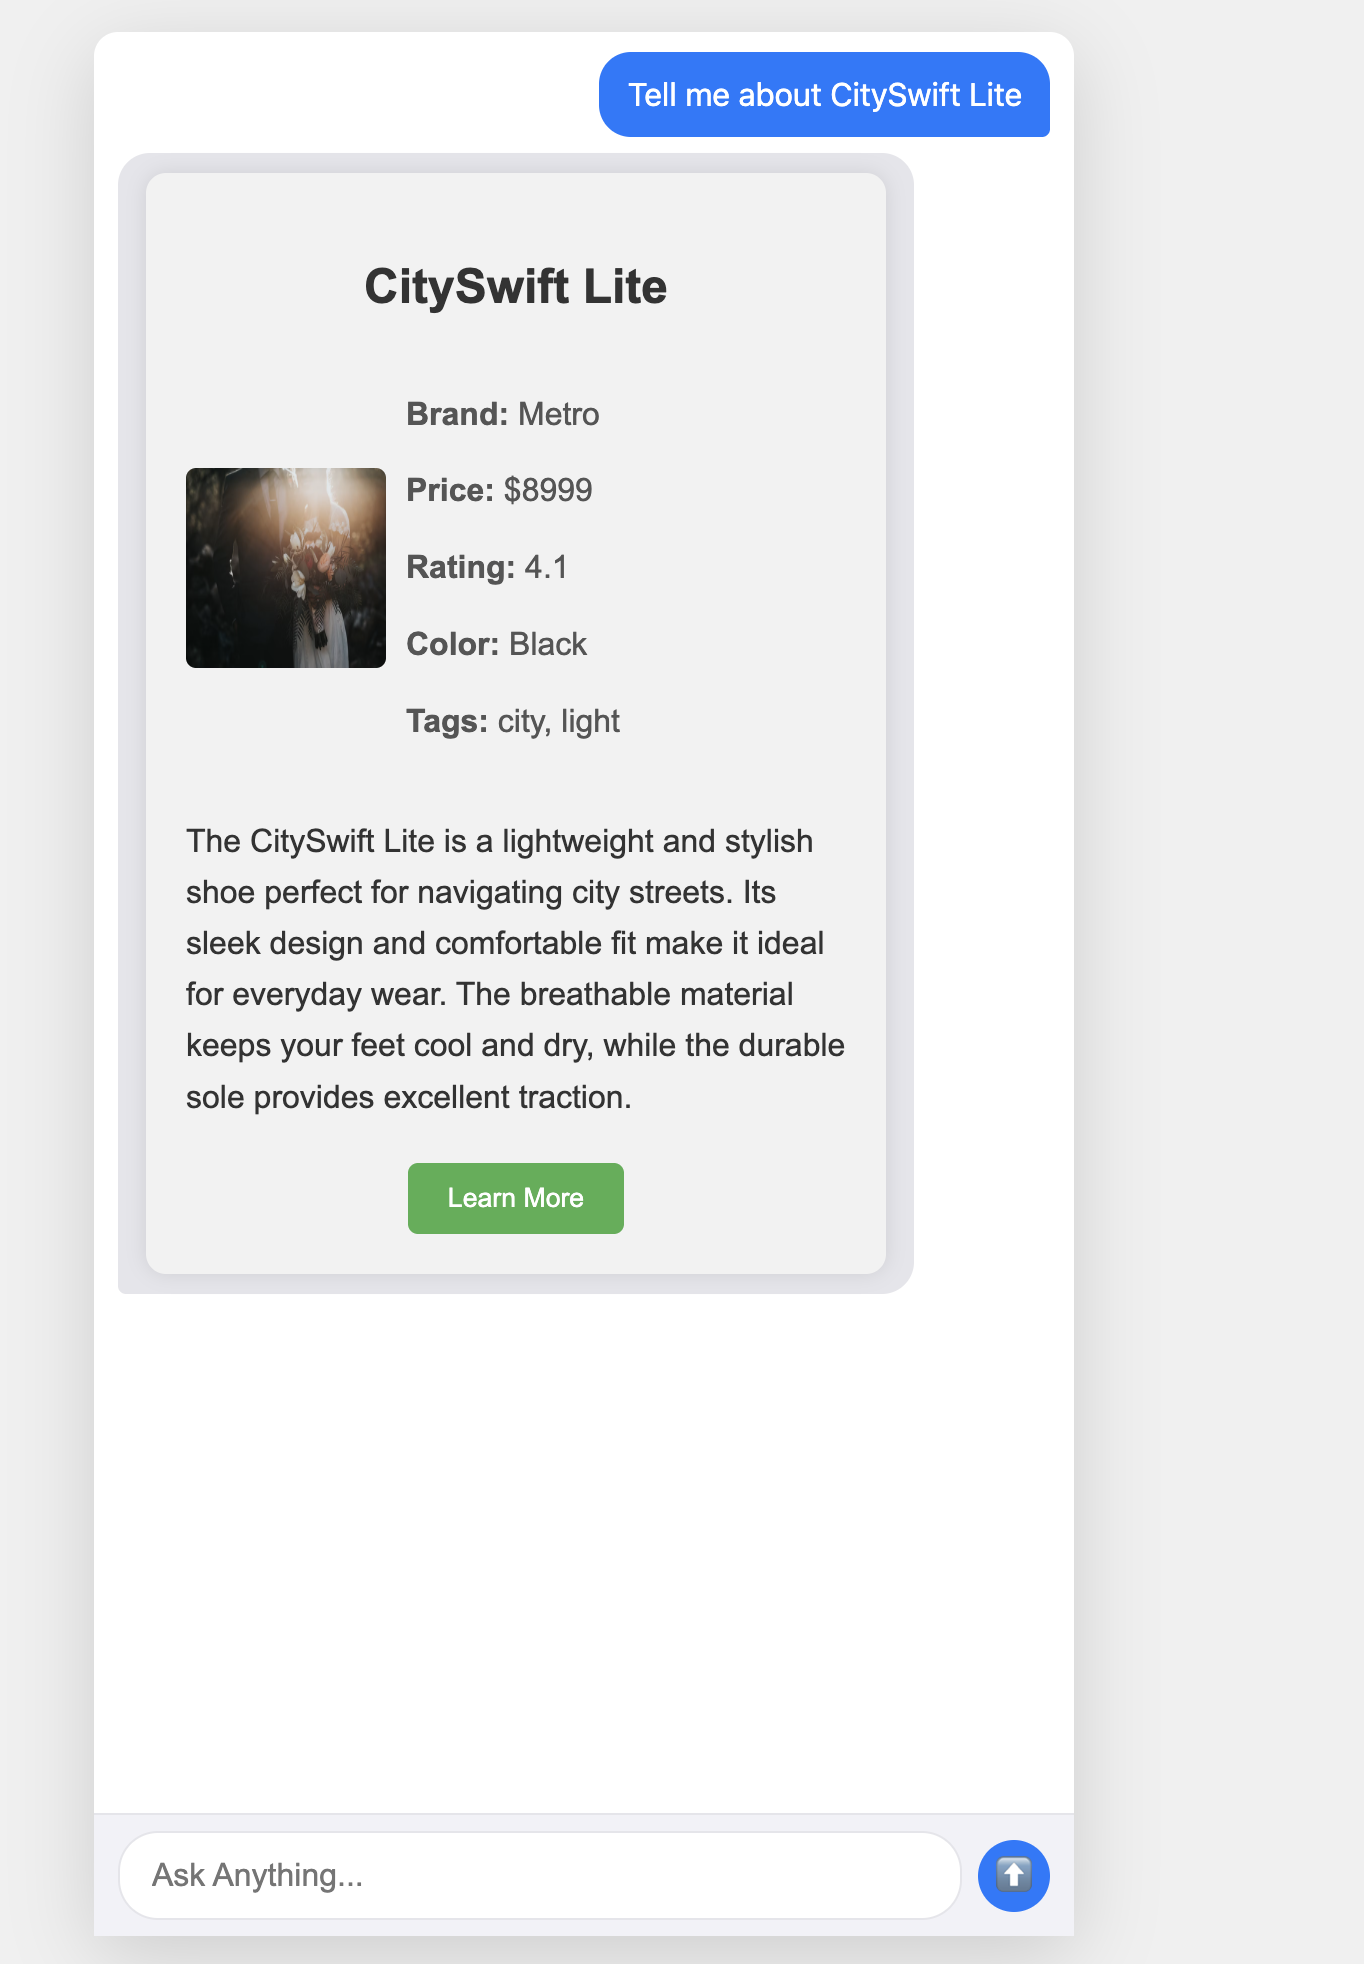 Tell me about CitySwift Lite
CitySwift Lite
Brand: Metro
Price: $8999
Rating: 4.1
Color: Black
Tags: city, light
The CitySwift Lite is a lightweight and stylish
shoe perfect for navigating city streets. Its
sleek design and comfortable fit make it ideal
for everyday wear. The breathable material
keeps your feet cool and dry, while the durable
sole provides excellent traction.
Learn More
Ask Anything...